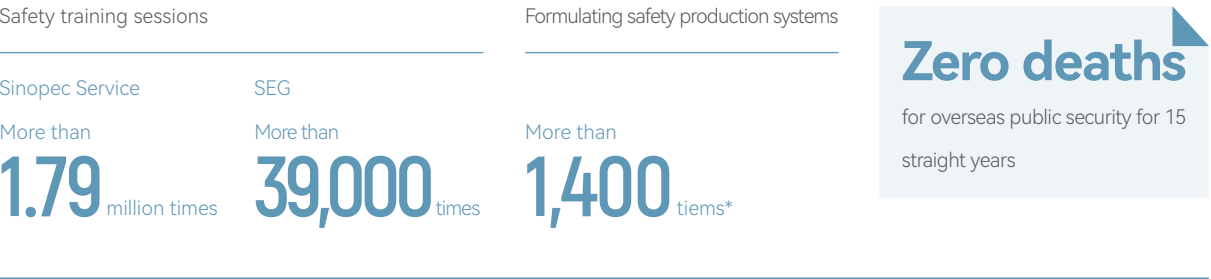 Safety training sessions
Sinopec Service
More than
1.79 million times
SEG
More than
39,000 times
Formulating safety production systems
More than
1,400 tiems*
Zero deaths
for overseas public security for 15
straight years